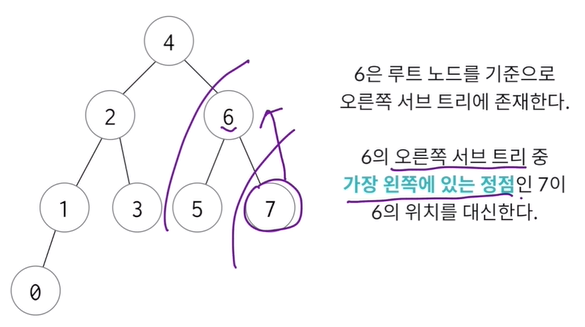 4
2
6
1
3
5
7
0
6은 루트 노드를 기준으로
오른쪽 서브 트리에 존재한다.
6의 오른쪽 서브 트리 중
가장 왼쪽에 있는 정점인 7이
6의 위치를 대신한다.